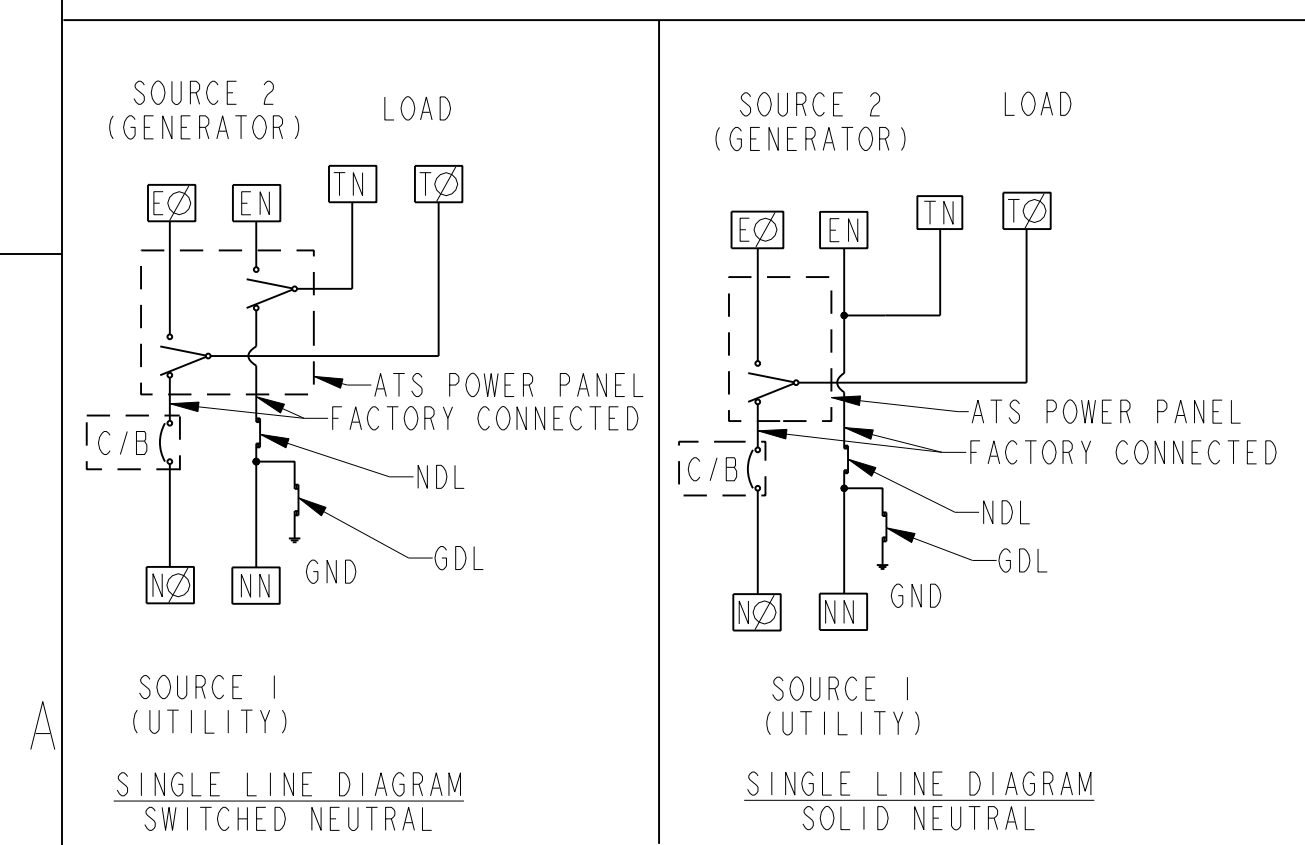 SOURCE 2
(GENERATOR)
LOAD
EØ
EN
TN
TØ
ATS POWER PANEL
FACTORY CONNECTED
C/B
NDL
GDL
GND
NØ
NN
SOURCE 1
(UTILITY)
SINGLE LINE DIAGRAM
SWITCHED NEUTRAL
SOURCE 2
(GENERATOR)
LOAD
EØ
EN
TN
TØ
ATS POWER PANEL
FACTORY CONNECTED
C/B
NDL
GDL
GND
NØ
NN
SOURCE 1
(UTILITY)
SINGLE LINE DIAGRAM
SOLID NEUTRAL
A